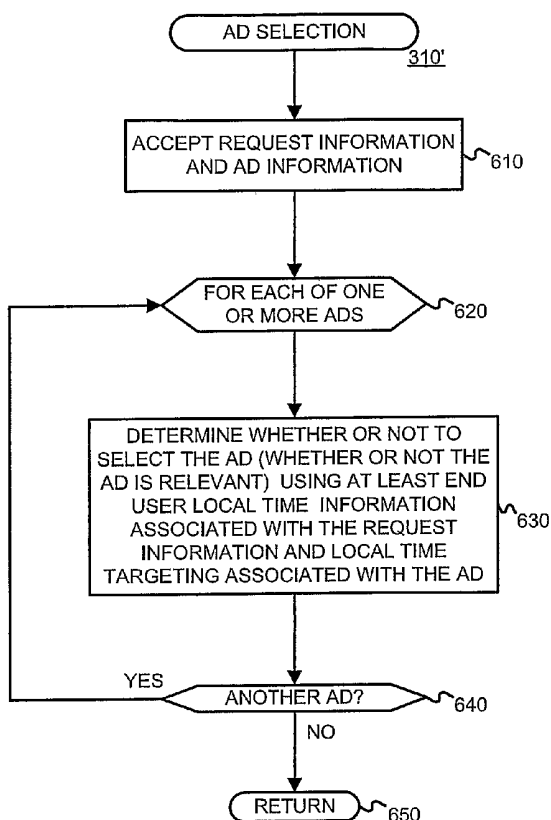 AD SELECTION
310'
ACCEPT REQUEST INFORMATION
AND AD INFORMATION
610
FOR EACH OF ONE
OR MORE ADS
620
DETERMINE WHETHER OR NOT TO
SELECT THE AD (WHETHER OR NOT THE
AD IS RELEVANT) USING AT LEAST END
USER LOCAL TIME INFORMATION
ASSOCIATED WITH THE REQUEST
INFORMATION AND LOCAL TIME
TARGETING ASSOCIATED WITH THE AD
630
YES
ANOTHER AD?
640
NO
RETURN
650